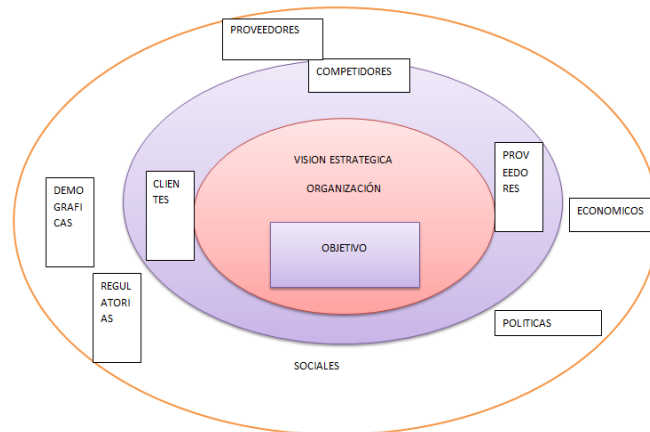 PROVEEDORES
COMPETIDORES
VISION ESTRATEGICA
ORGANIZACIÓN
OBJETIVO
CLIEN
TES
PROV
EEDO
RES
DEMO
GRAFI
CAS
ECONOMICOS
REGUL
ATORI
AS
POLITICAS
SOCIALES